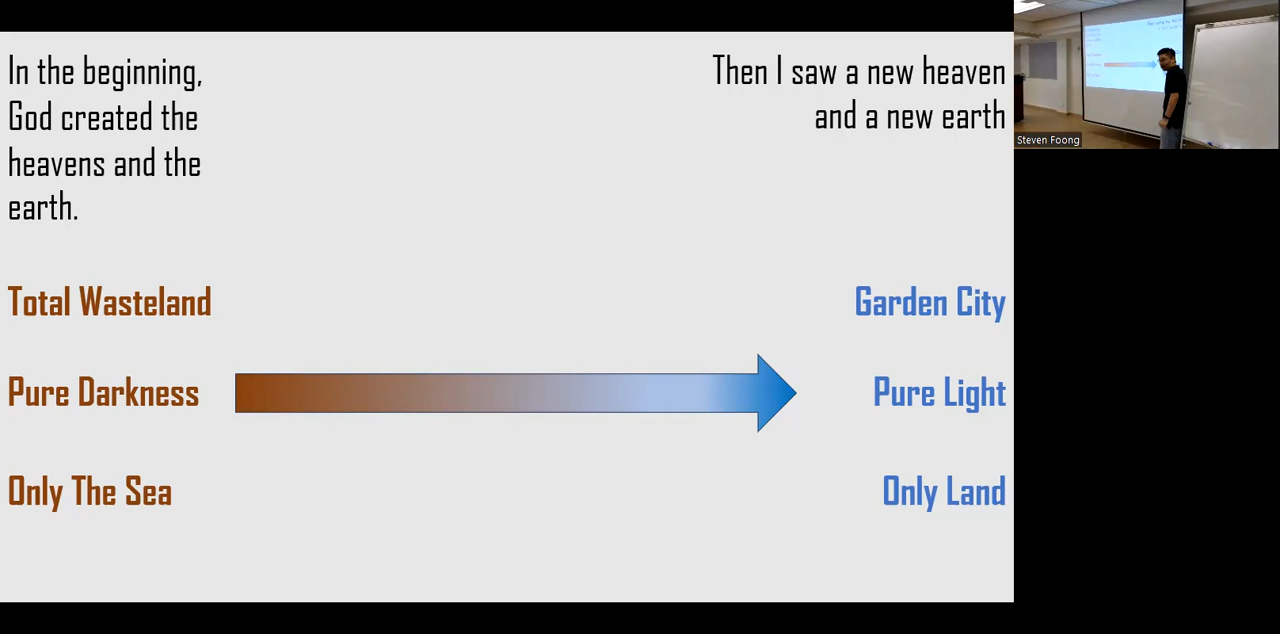 In the beginning,
God created the
heavens and the
earth.
Then I saw a new heaven
and a new earth
Total Wasteland
Garden City
Pure Darkness
Pure Light
Only The Sea
Only Land
Steven Foong